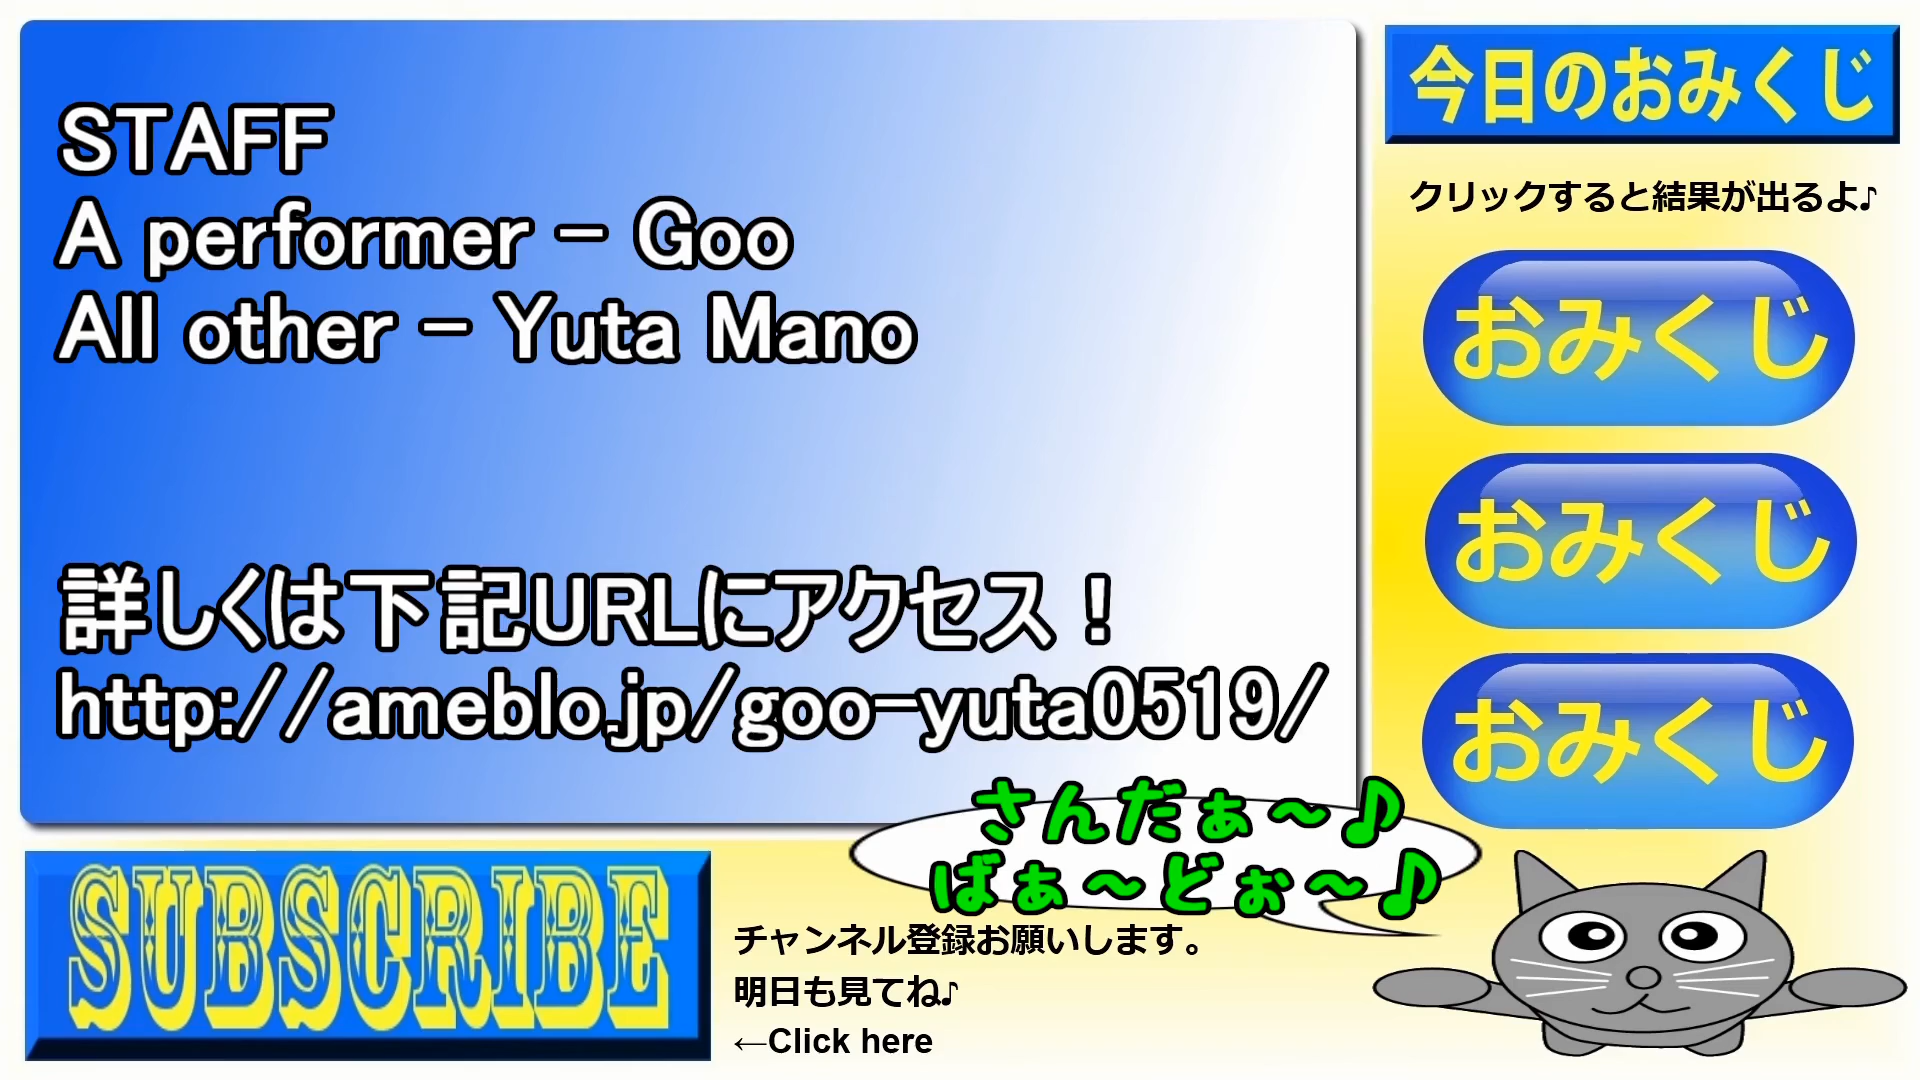 STAFF
A performer - Goo
All other - Yuta Mano
詳しくは下記URLにアクセス！
http://ameblo.jp/goo-yuta0519/
今日のおみくじ
クリックすると結果が出るよ♪
おみくじ
おみくじ
おみくじ
さんだぁ～♪
ばぁ～どぉ～♪
SUBSCRIBE
チャンネル登録お願いします。
明日も見てね♪
←Click here